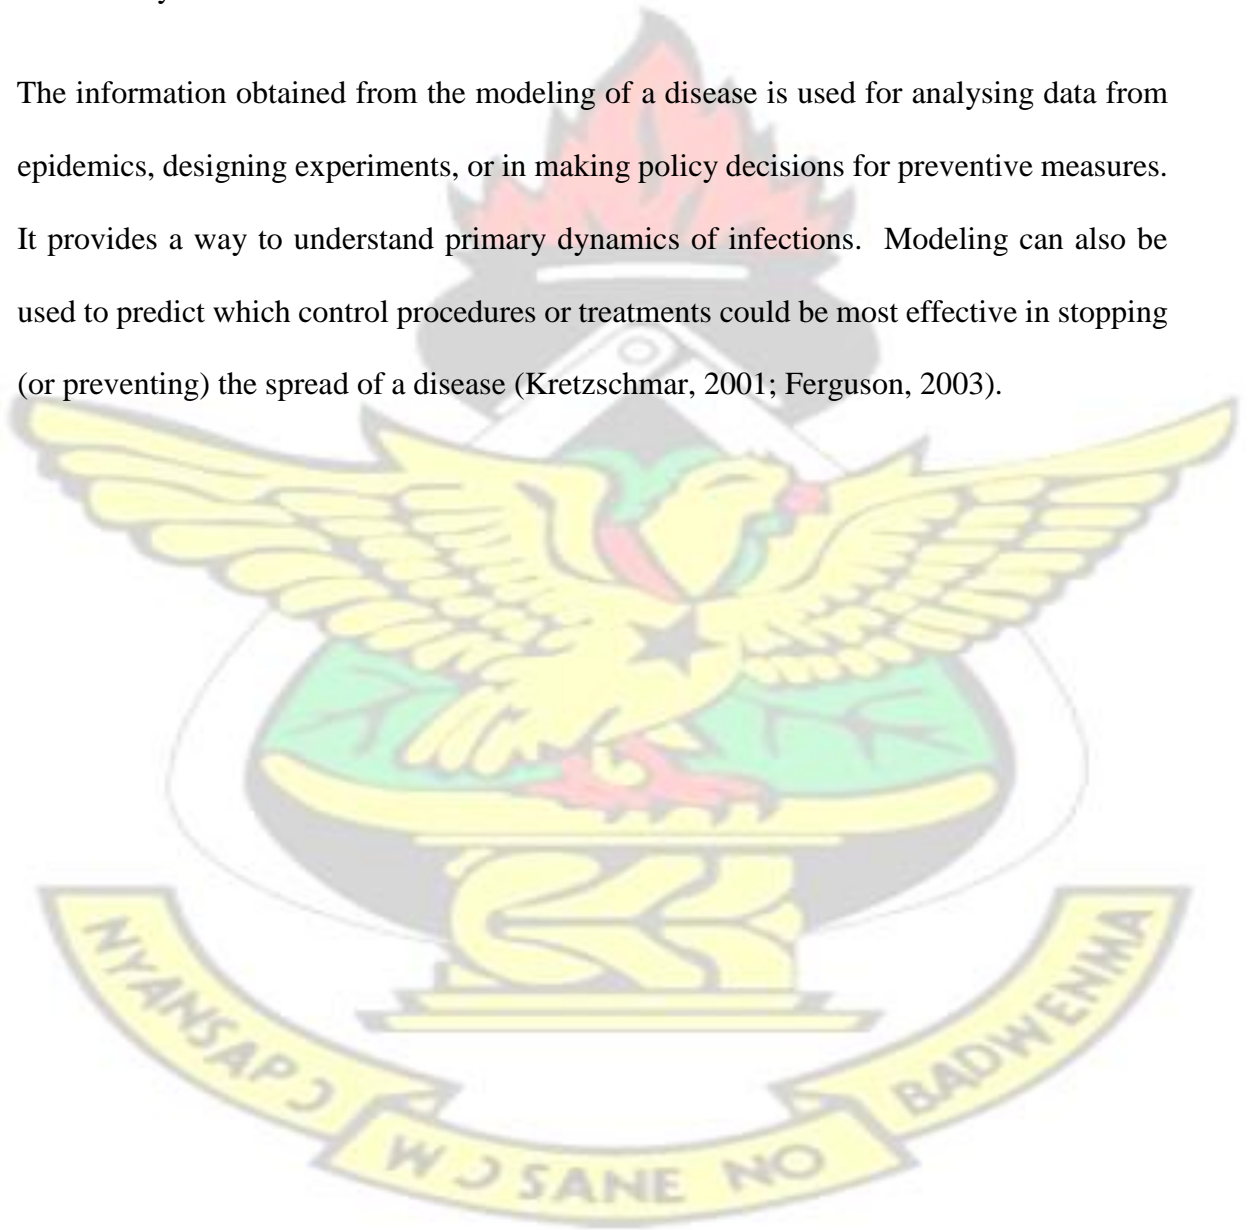 The information obtained from the modeling of a disease is used for analysing data from
epidemics, designing experiments, or in making policy decisions for preventive measures.
It provides a way to understand primary dynamics of infections. Modeling can also be
used to predict which control procedures or treatments could be most effective in stopping
(or preventing) the spread of a disease (Kretzschmar, 2001; Ferguson, 2003).
NYANSAPƆ
WƆSANE NO
BADWENMA